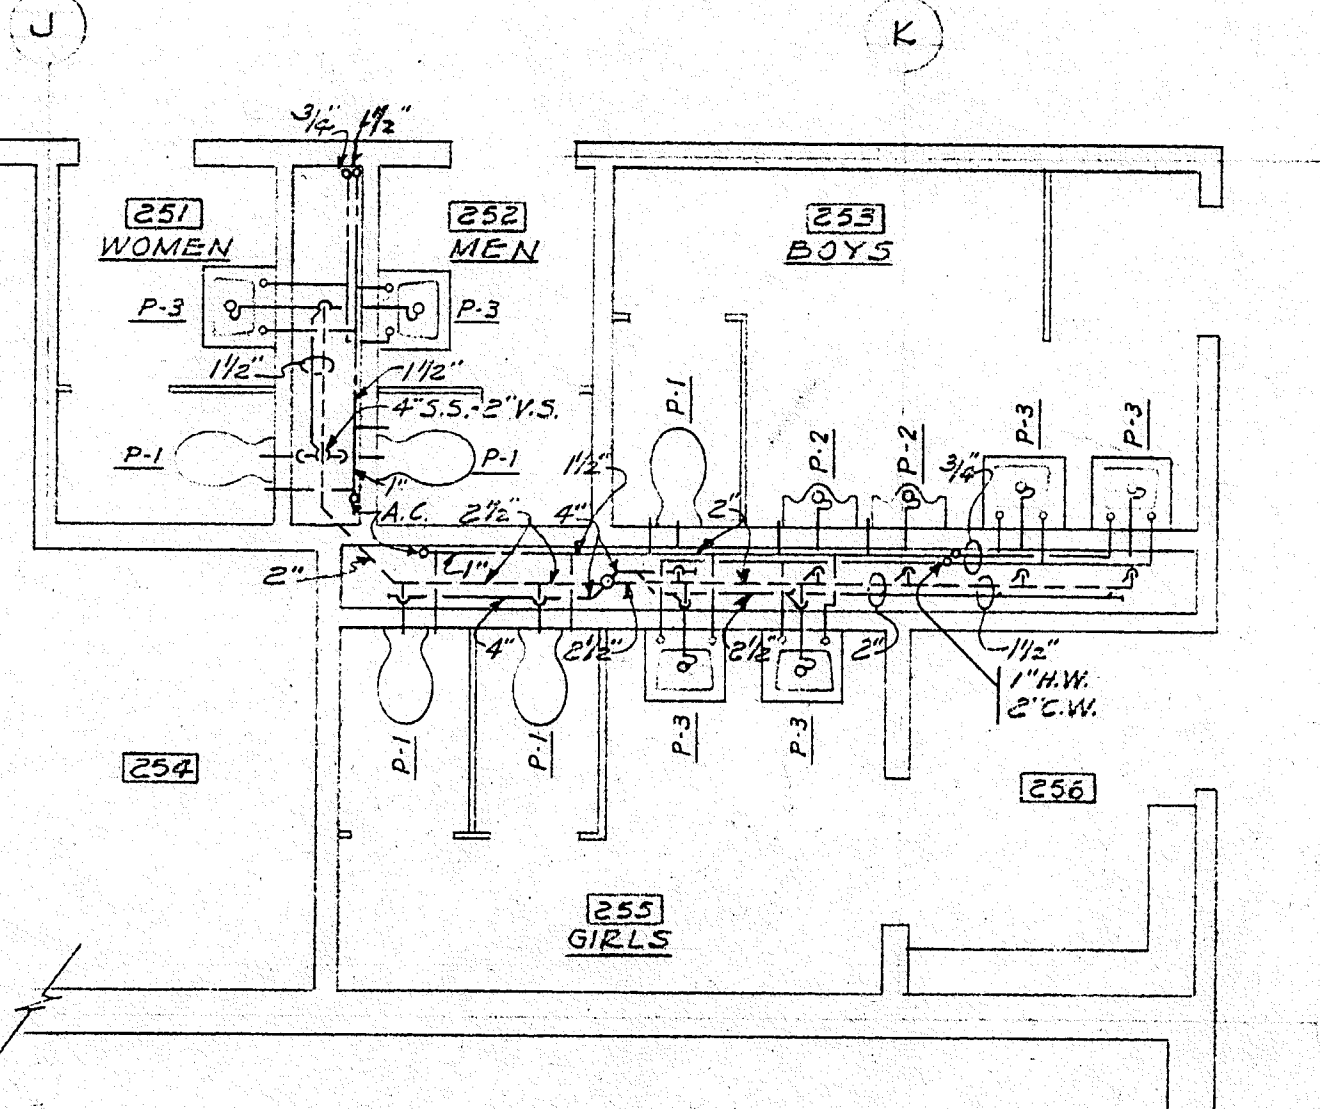 J
K
3/4"
1 1/2"
251
WOMEN
252
MEN
253
BOYS
P-3
P-3
1 1/2"
1 1/2"
4"S.S.-2"V.S.
P-1
P-1
P-1
P-2
P-2
P-3
P-3
1 1/2"
3/4"
1"
A.C.
2 1/2"
4"
2"
2"
1"
4"
2 1/2"
2 1/2"
2"
1 1/2"
1"H.W.
2"C.W.
P-1
P-1
P-3
P-3
254
256
255
GIRLS